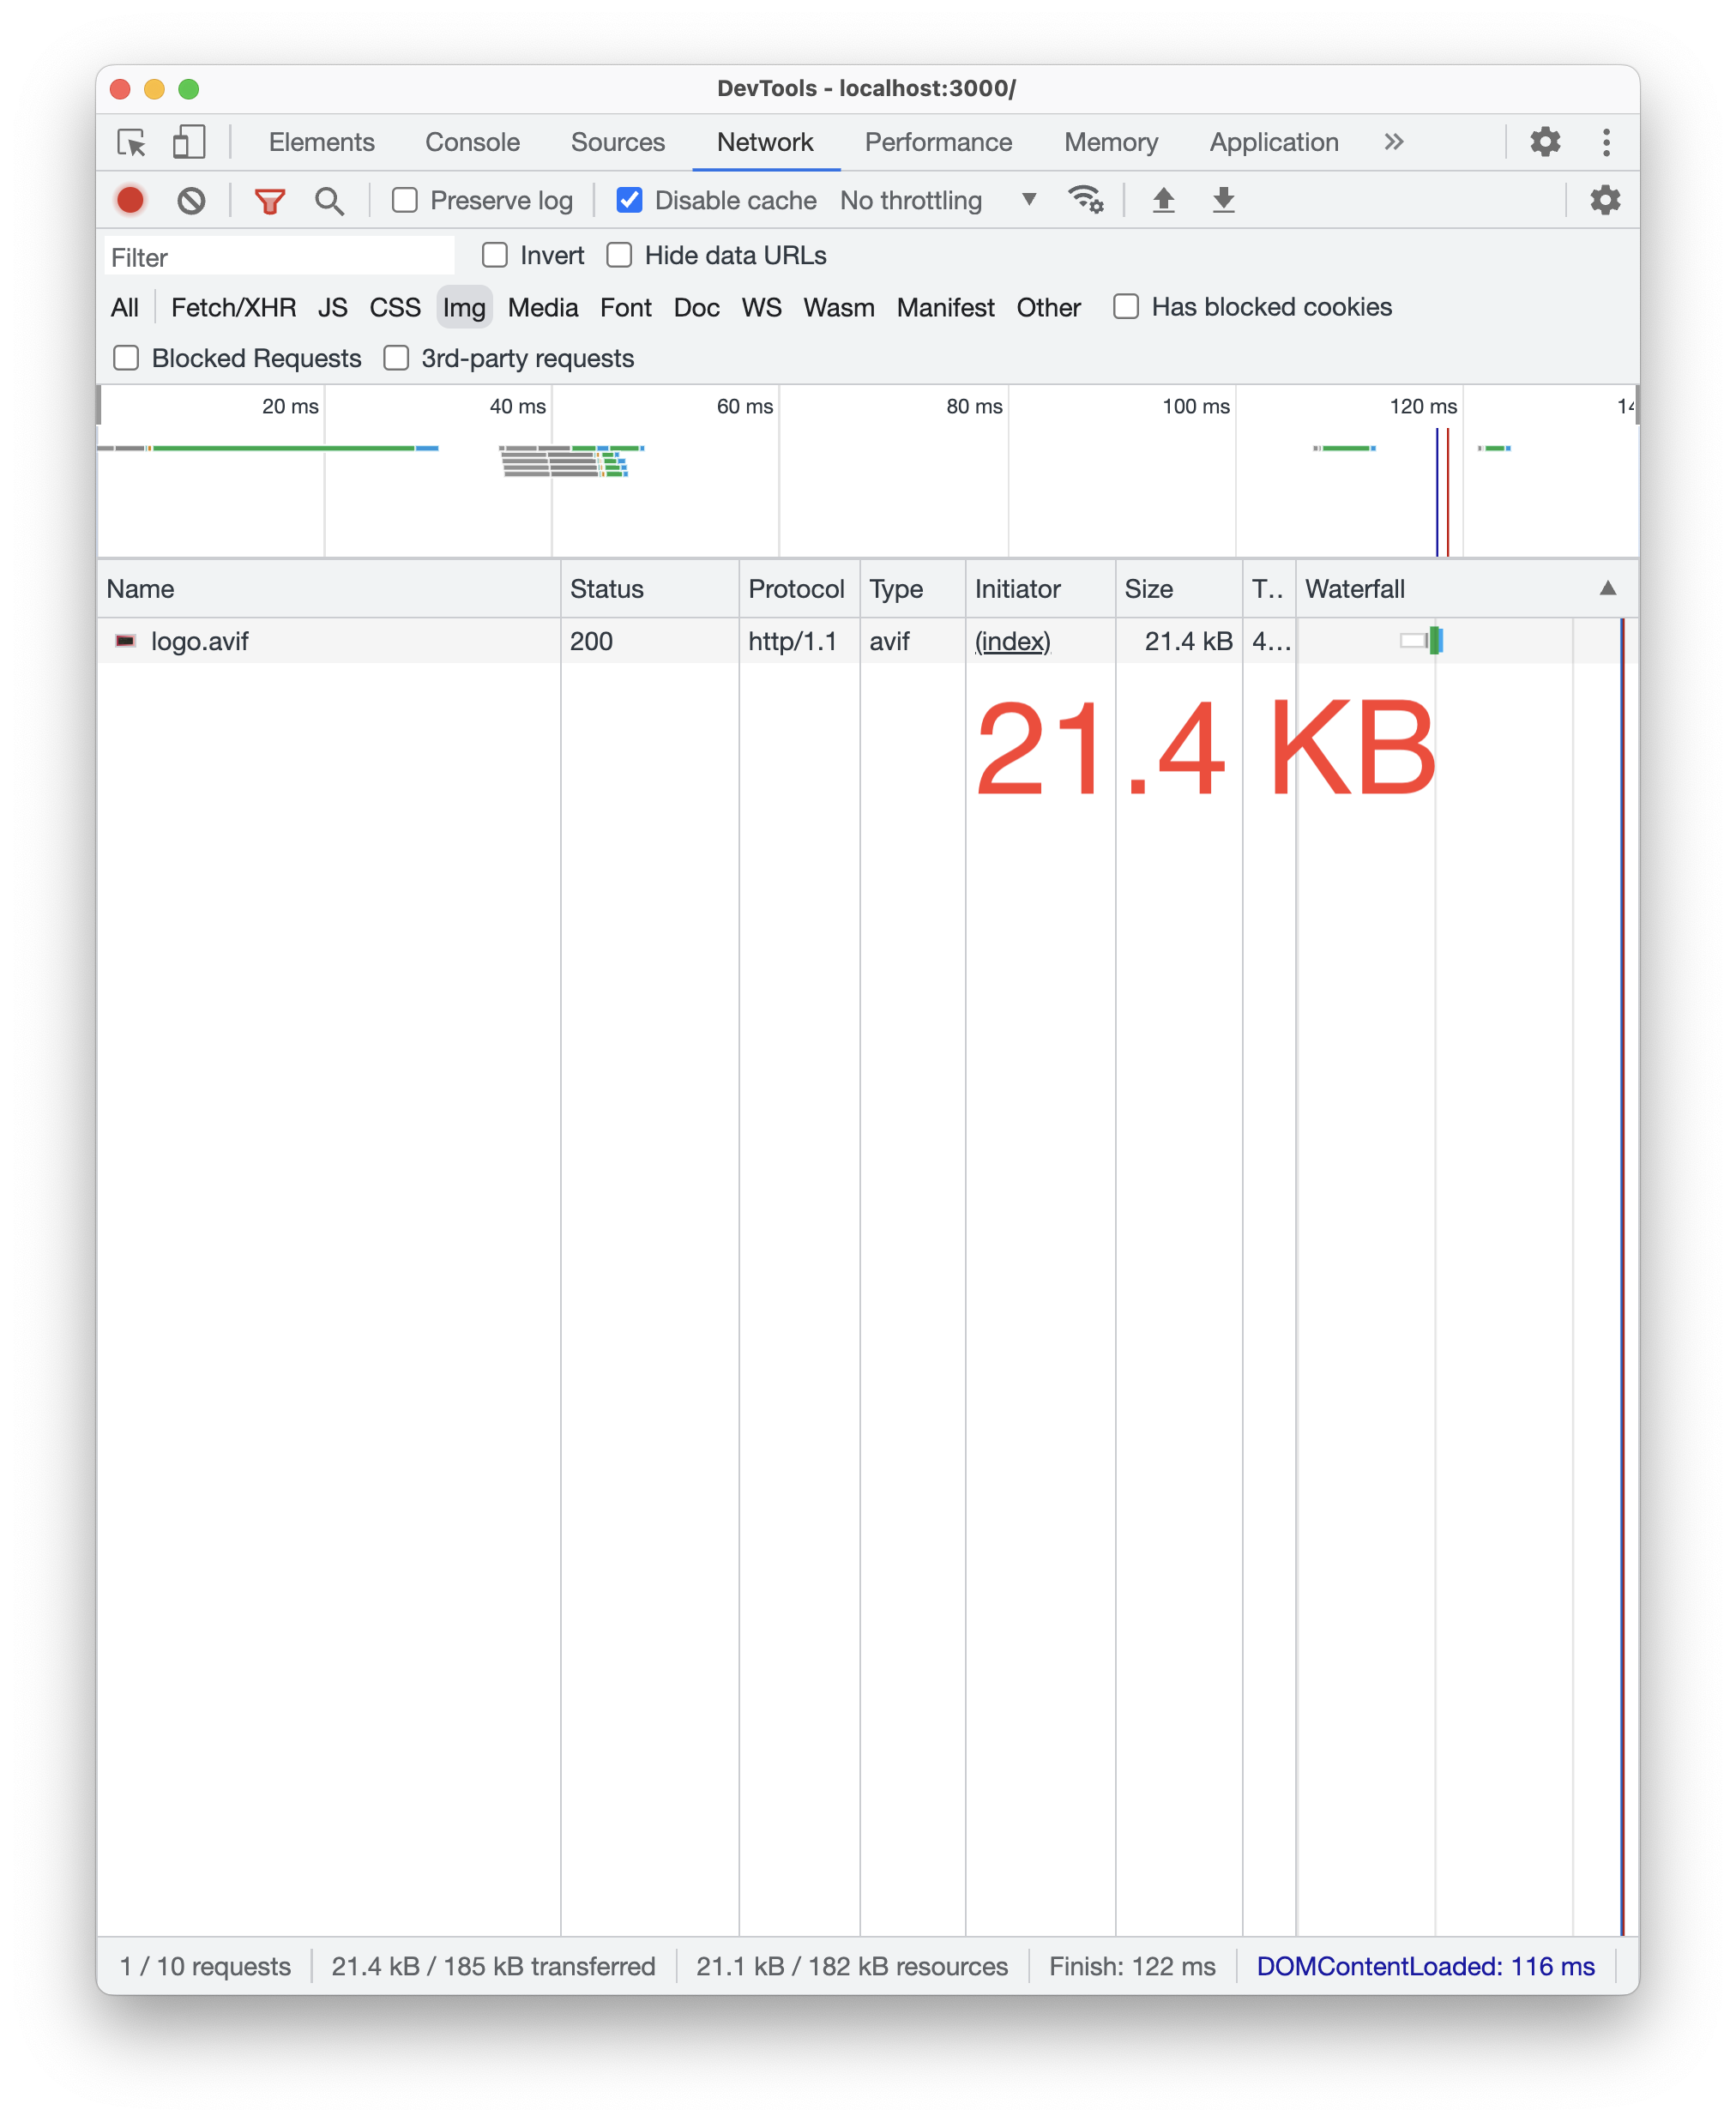 DevTools - localhost:3000/
Elements Console Sources Network Performance Memory Application
Preserve log Disable cache No throttling
Filter Invert Hide data URLs
All Fetch/XHR JS CSS Img Media Font Doc WS Wasm Manifest Other Has blocked cookies
Blocked Requests 3rd-party requests
20 ms 40 ms 60 ms 80 ms 100 ms 120 ms
Name Status Protocol Type Initiator Size T.. Waterfall
logo.avif 200 http/1.1 avif (index) 21.4 kB 4...
21.4 KB
1 / 10 requests 21.4 kB / 185 kB transferred 21.1 kB / 182 kB resources Finish: 122 ms DOMContentLoaded: 116 ms